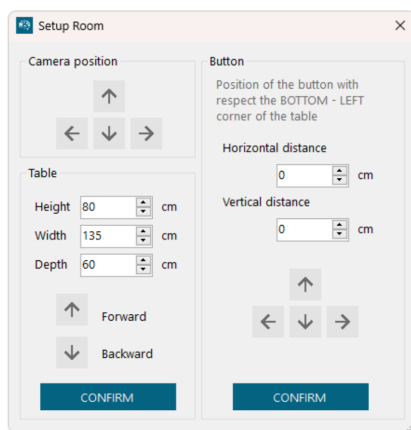 Setup Room
Camera position
Table
Height 80 cm
Width 135 cm
Depth 60 cm
Forward
Backward
CONFIRM
Button
Position of the button with
respect the BOTTOM - LEFT
corner of the table
Horizontal distance
0 cm
Vertical distance
0 cm
CONFIRM